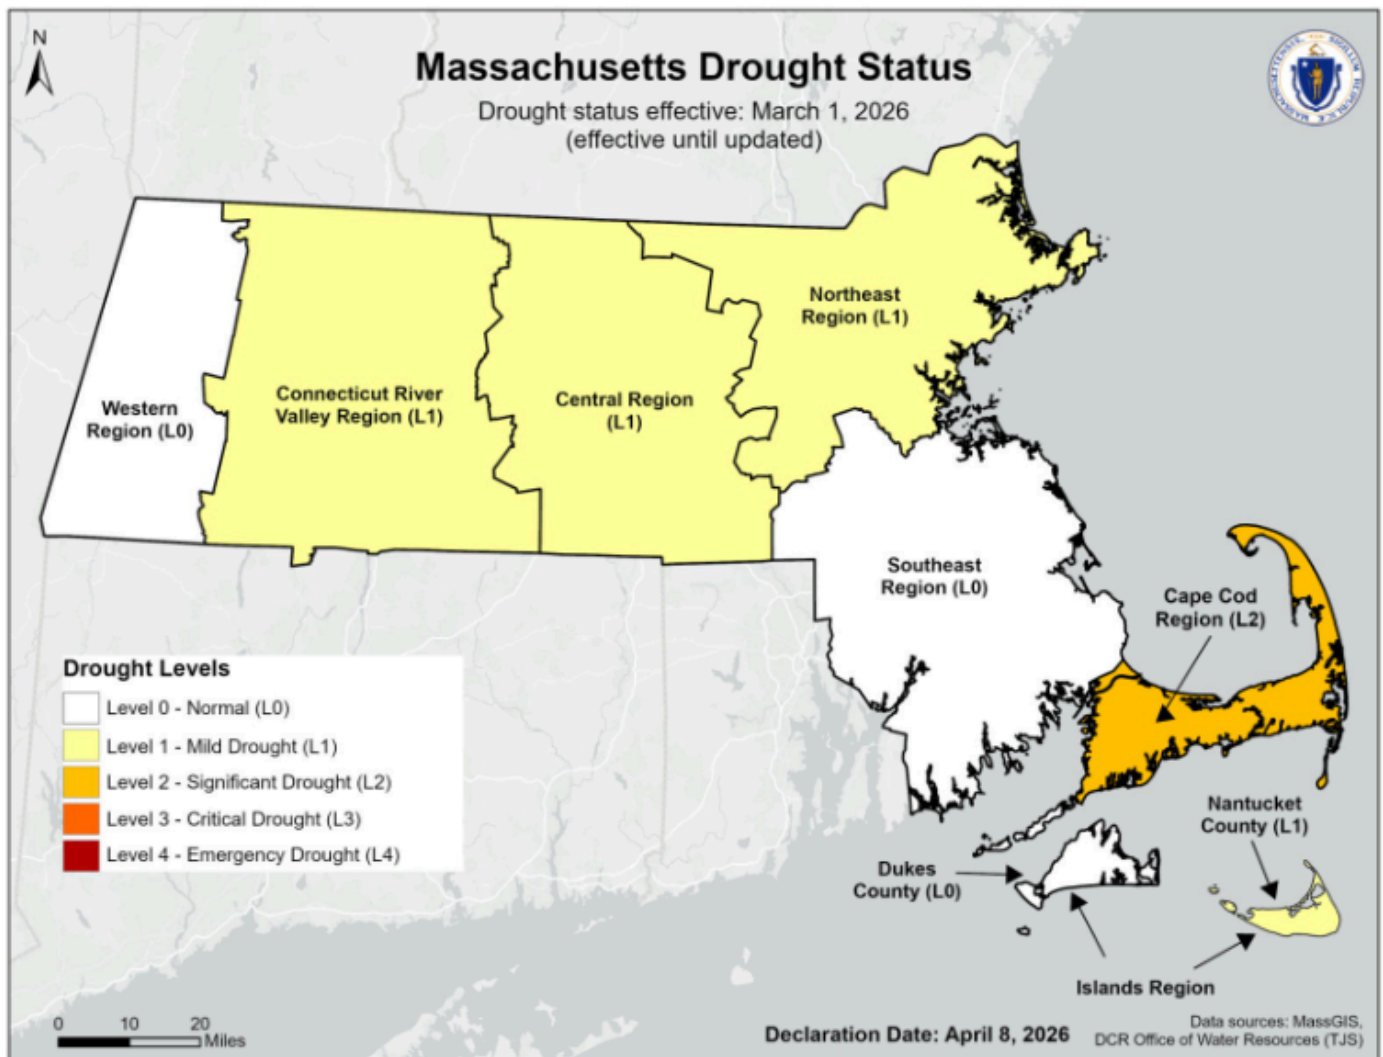 N
Massachusetts Drought Status
Drought status effective: March 1, 2026
(effective until updated)
Northeast
Region (L1)
Connecticut River
Valley Region (L1)
Central Region
(L1)
Western
Region (L0)
Southeast
Region (L0)
Cape Cod
Region (L2)
Drought Levels
Level 0 - Normal (L0)
Level 1 - Mild Drought (L1)
Level 2 - Significant Drought (L2)
Level 3 - Critical Drought (L3)
Level 4 - Emergency Drought (L4)
Nantucket
County (L1)
Dukes
County (L0)
Islands Region
0 10 20
Miles
Declaration Date: April 8, 2026
Data sources: MassGIS,
DCR Office of Water Resources (TJS)